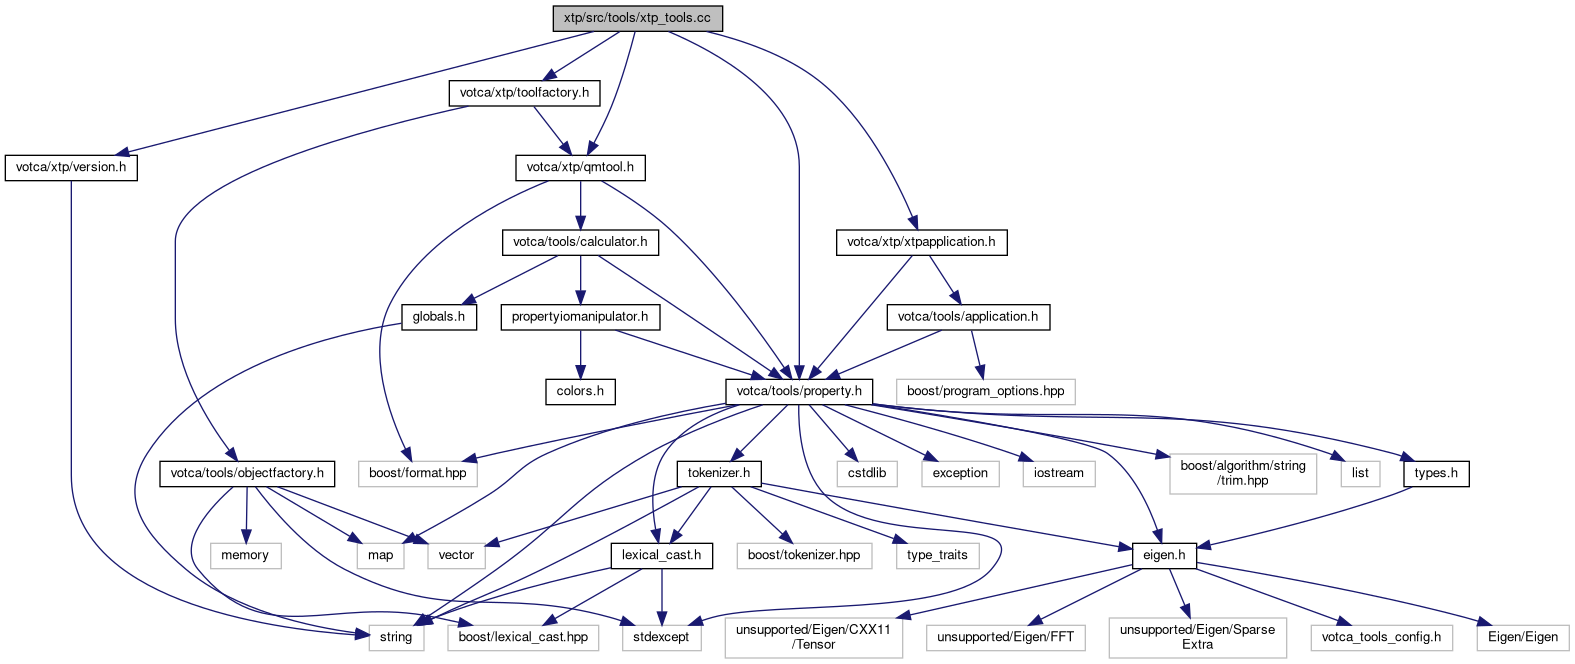 xtp/src/tools/xtp_tools.cc
votca/xtp/toolfactory.h
votca/xtp/version.h
votca/xtp/qmtool.h
votca/tools/calculator.h
votca/xtp/xtpapplication.h
globals.h
propertyiomanipulator.h
votca/tools/application.h
colors.h
votca/tools/property.h
boost/program_options.hpp
votca/tools/objectfactory.h
boost/format.hpp
tokenizer.h
cstdlib
exception
iostream
boost/algorithm/string
/trim.hpp
list
types.h
memory
map
vector
lexical_cast.h
boost/tokenizer.hpp
type_traits
eigen.h
string
boost/lexical_cast.hpp
stdexcept
unsupported/Eigen/CXX11
/Tensor
unsupported/Eigen/FFT
unsupported/Eigen/Sparse
Extra
votca_tools_config.h
Eigen/Eigen